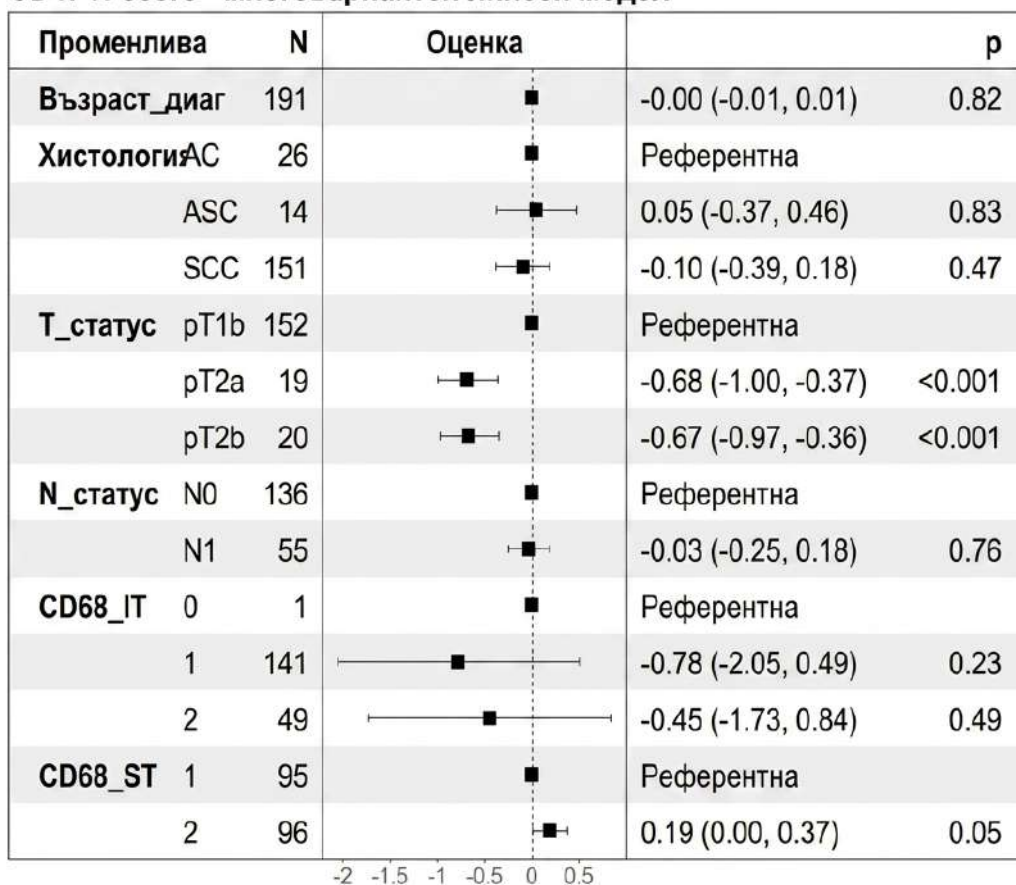 Променлива N Оценка p
Възраст_диаг 191 -0.00 (-0.01, 0.01) 0.82
Хистология AC 26 Референтна
ASC 14 0.05 (-0.37, 0.46) 0.83
SCC 151 -0.10 (-0.39, 0.18) 0.47
T_статус pT1b 152 Референтна
pT2a 19 -0.68 (-1.00, -0.37) <0.001
pT2b 20 -0.67 (-0.97, -0.36) <0.001
N_статус N0 136 Референтна
N1 55 -0.03 (-0.25, 0.18) 0.76
CD68_IT 0 1 Референтна
1 141 -0.78 (-2.05, 0.49) 0.23
2 49 -0.45 (-1.73, 0.84) 0.49
CD68_ST 1 95 Референтна
2 96 0.19 (0.00, 0.37) 0.05
-2 -1.5 -1 -0.5 0 0.5